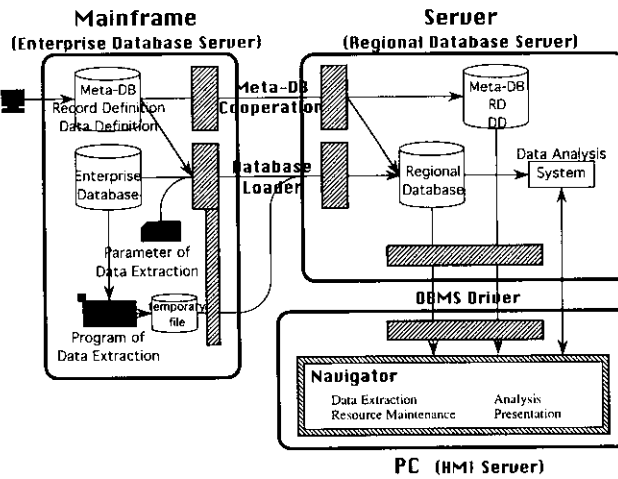 Mainframe
(Enterprise Database Server)
Server
(Regional Database Server)
Meta-DB
Record Definition
Data Definition
Meta-DB
Cooperation
Meta-DB
RD
DD
Enterprise
Database
Database
Loader
Regional
Database
Data Analysis
System
Parameter of
Data Extraction
temporary
file
Program of
Data Extraction
DBMS Driver
Navigator
Data Extraction
Analysis
Resource Maintenance
Presentation
PC (HMI Server)